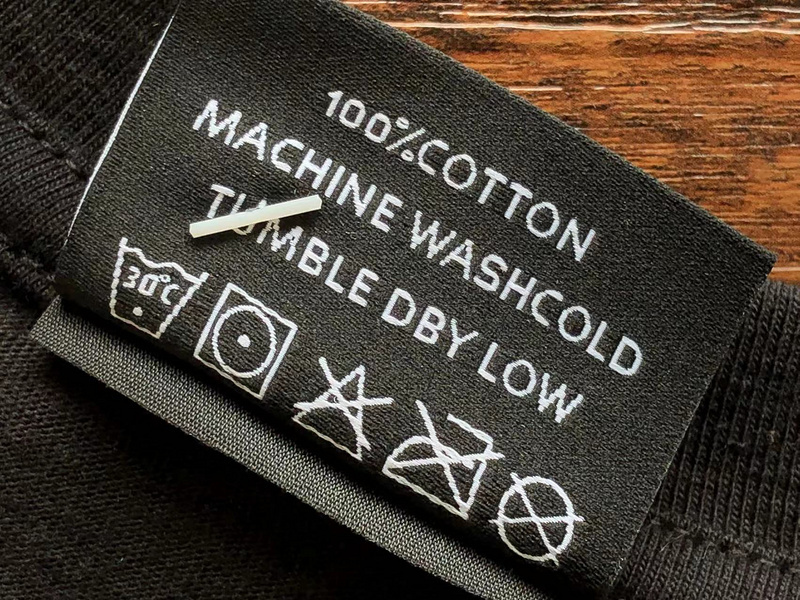 100%COTTON
MACHINE WASHCOLD
TUMBLE DBY LOW
30°C